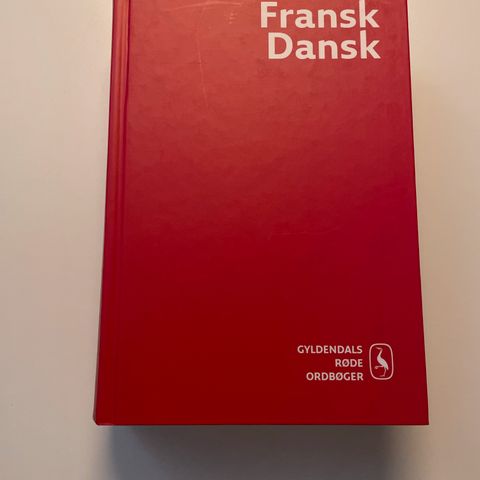 Fransk
Dansk
GYLDENDALS
RØDE
ORDBØGER